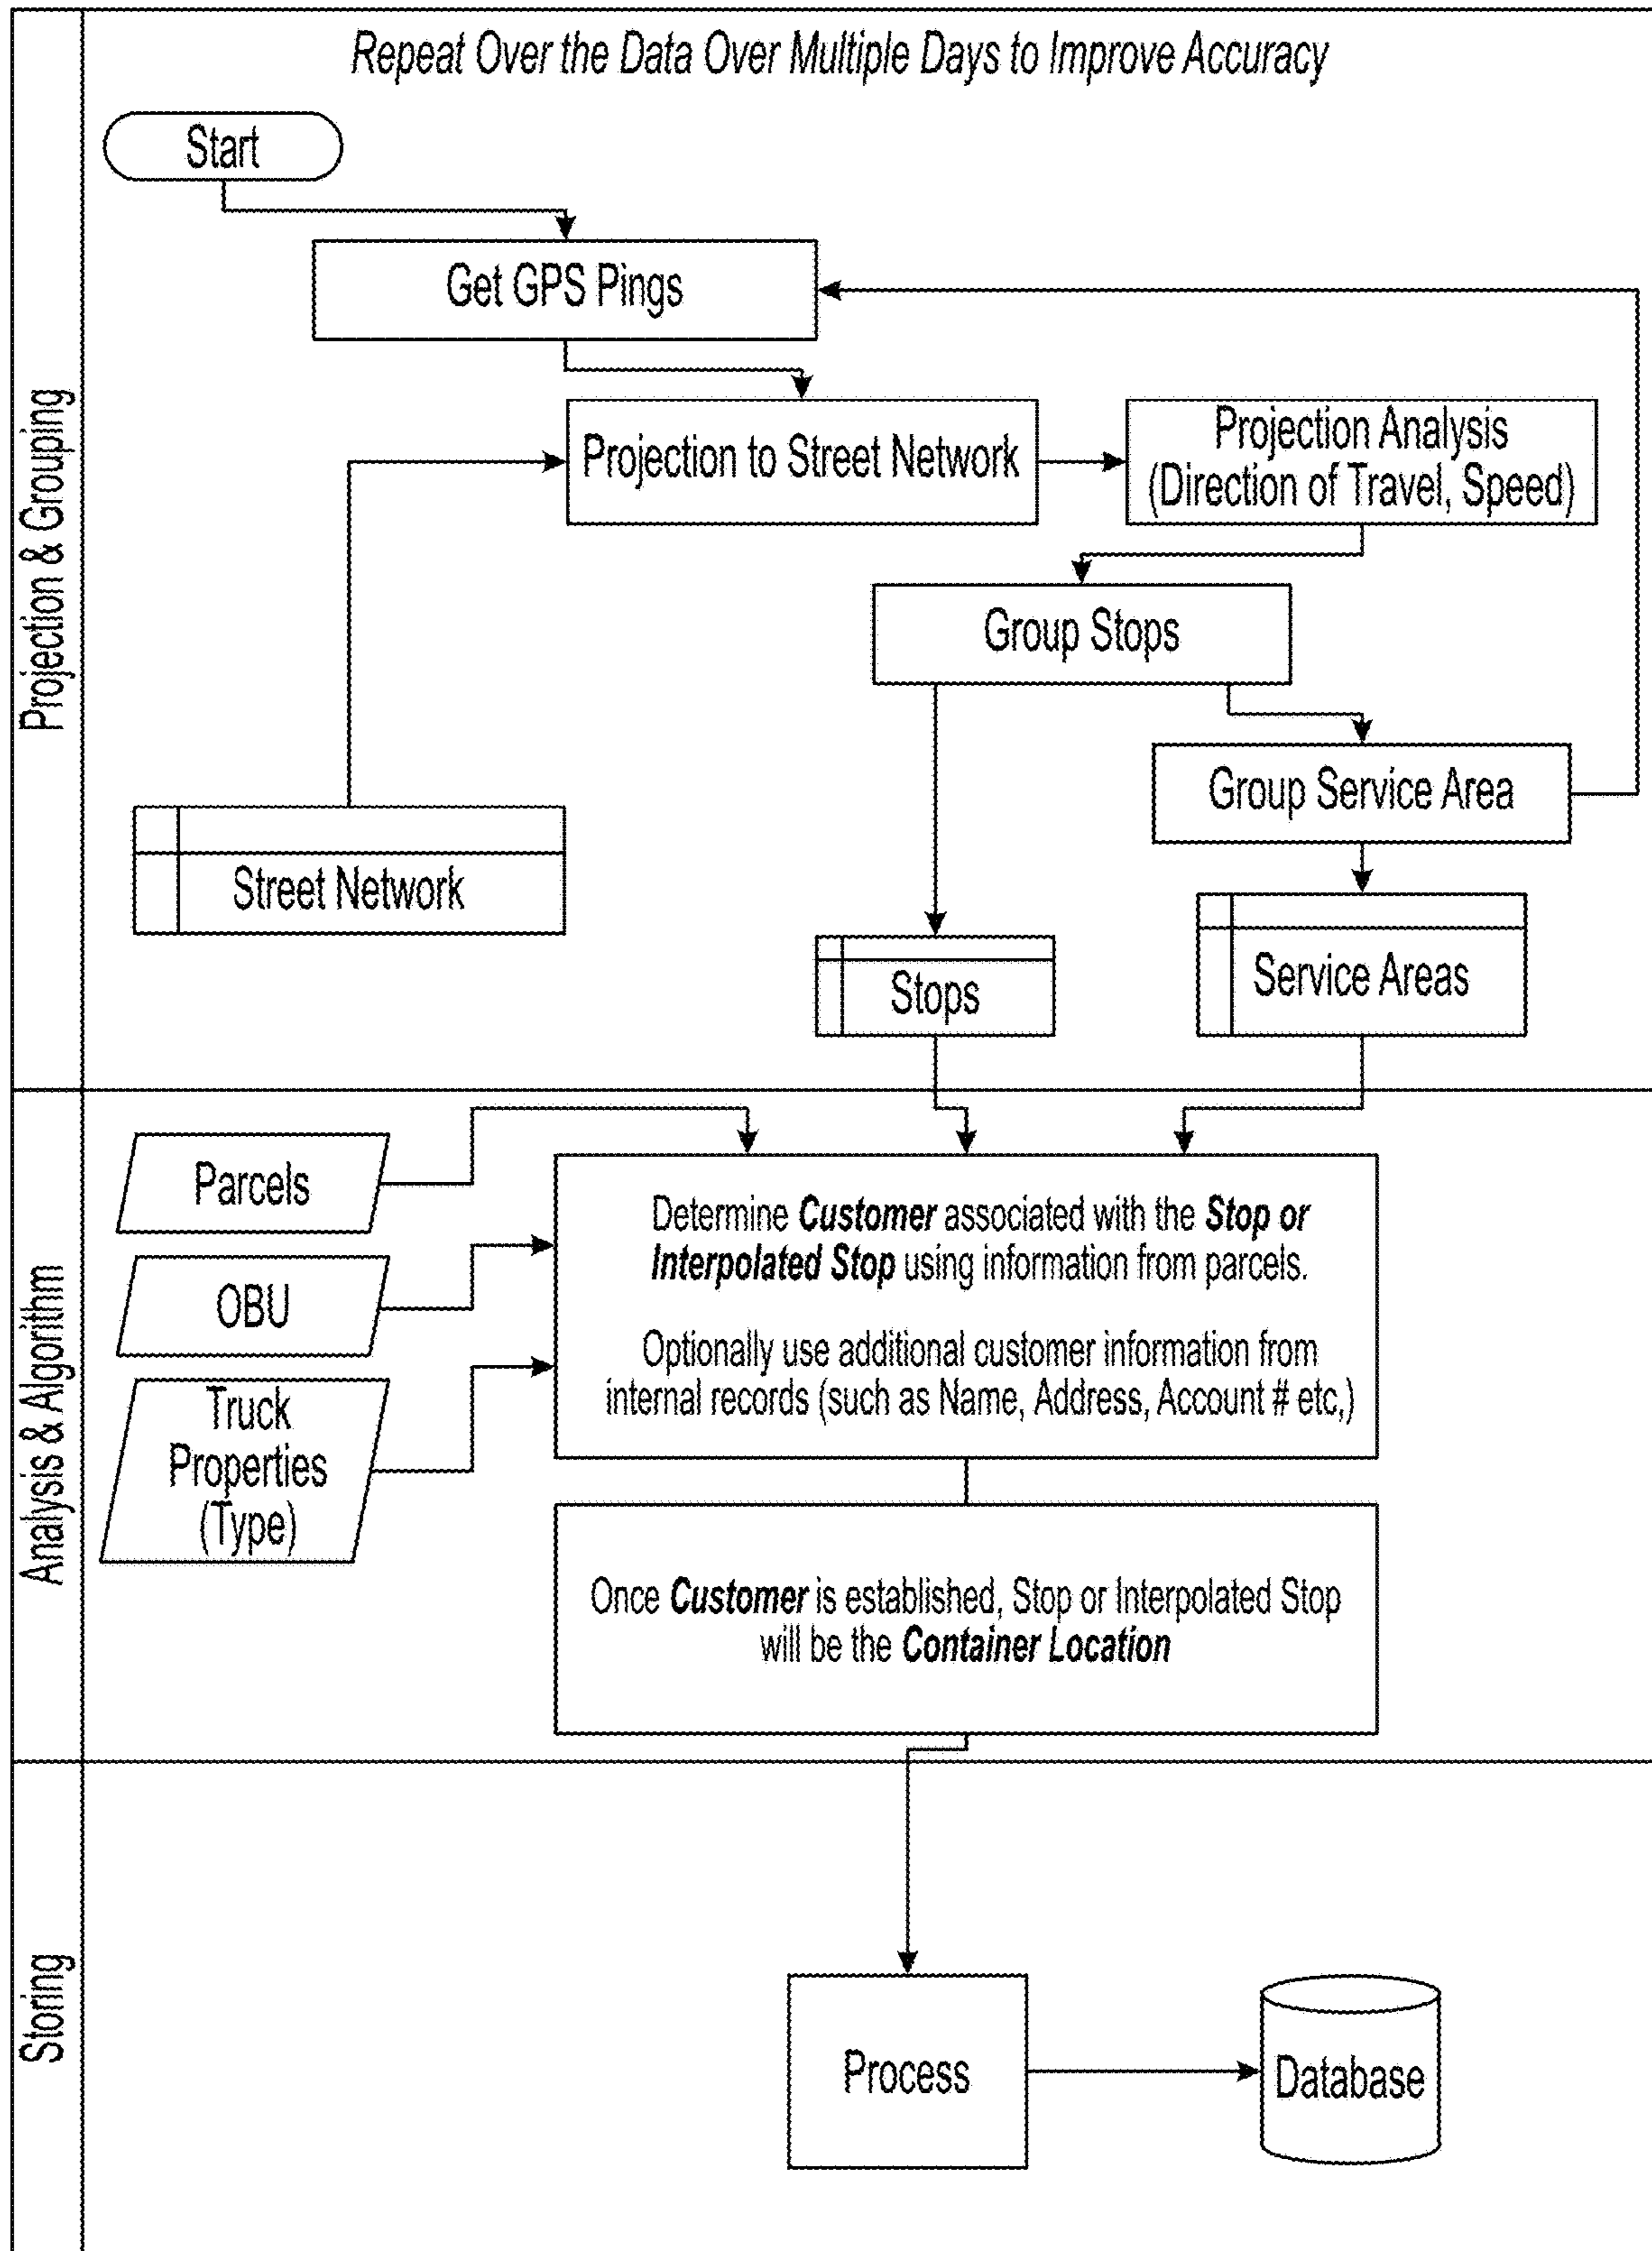 Repeat Over the Data Over Multiple Days to Improve Accuracy
Projection & Grouping
Start
Get GPS Pings
Projection to Street Network
Projection Analysis
(Direction of Travel, Speed)
Group Stops
Group Service Area
Street Network
Stops
Service Areas
Analysis & Algorithm
Parcels
OBU
Truck
Properties
(Type)
Determine Customer associated with the Stop or
Interpolated Stop using information from parcels.
Optionally use additional customer information from
internal records (such as Name, Address, Account # etc,)
Once Customer is established, Stop or Interpolated Stop
will be the Container Location
Storing
Process
Database